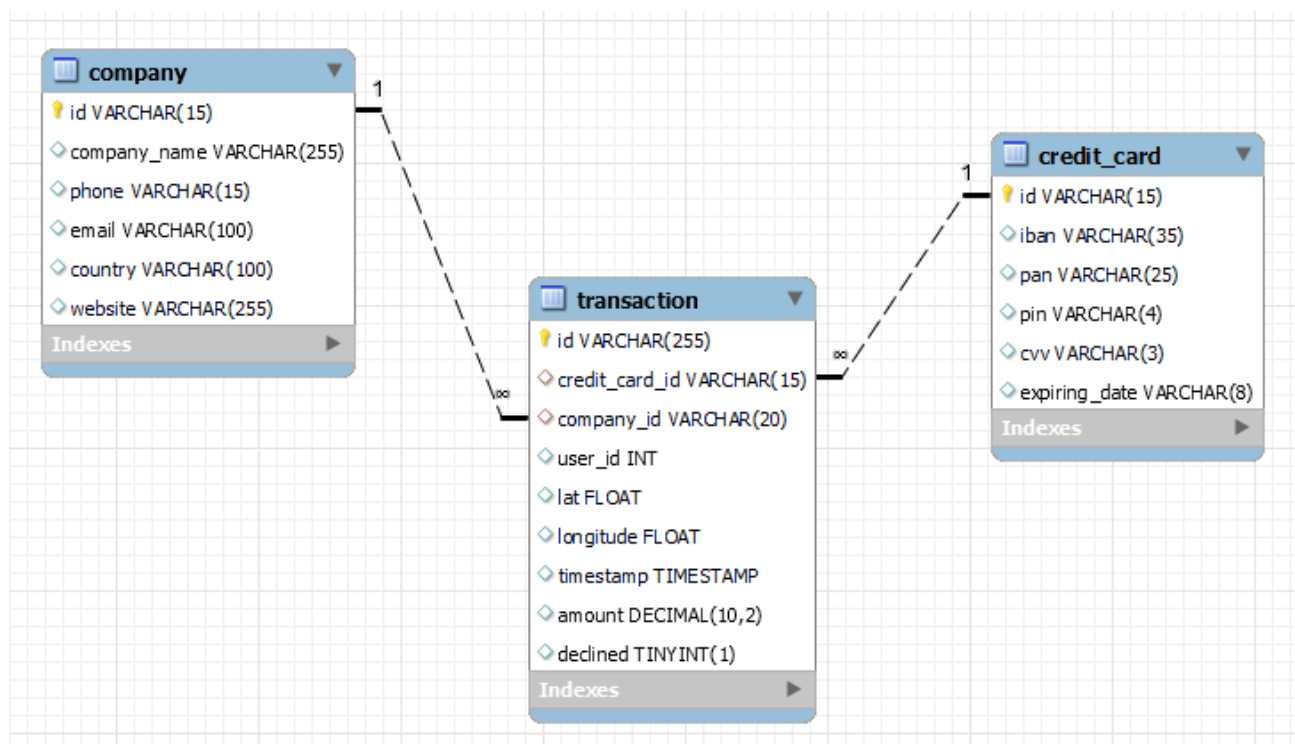 company
id VARCHAR(15)
company_name VARCHAR(255)
phone VARCHAR(15)
email VARCHAR(100)
country VARCHAR(100)
website VARCHAR(255)
Indexes
1
∞
transaction
id VARCHAR(255)
credit_card_id VARCHAR(15)
company_id VARCHAR(20)
user_id INT
lat FLOAT
longitude FLOAT
timestamp TIMESTAMP
amount DECIMAL(10,2)
declined TINYINT(1)
Indexes
∞
1
credit_card
id VARCHAR(15)
iban VARCHAR(35)
pan VARCHAR(25)
pin VARCHAR(4)
cvv VARCHAR(3)
expiring_date VARCHAR(8)
Indexes